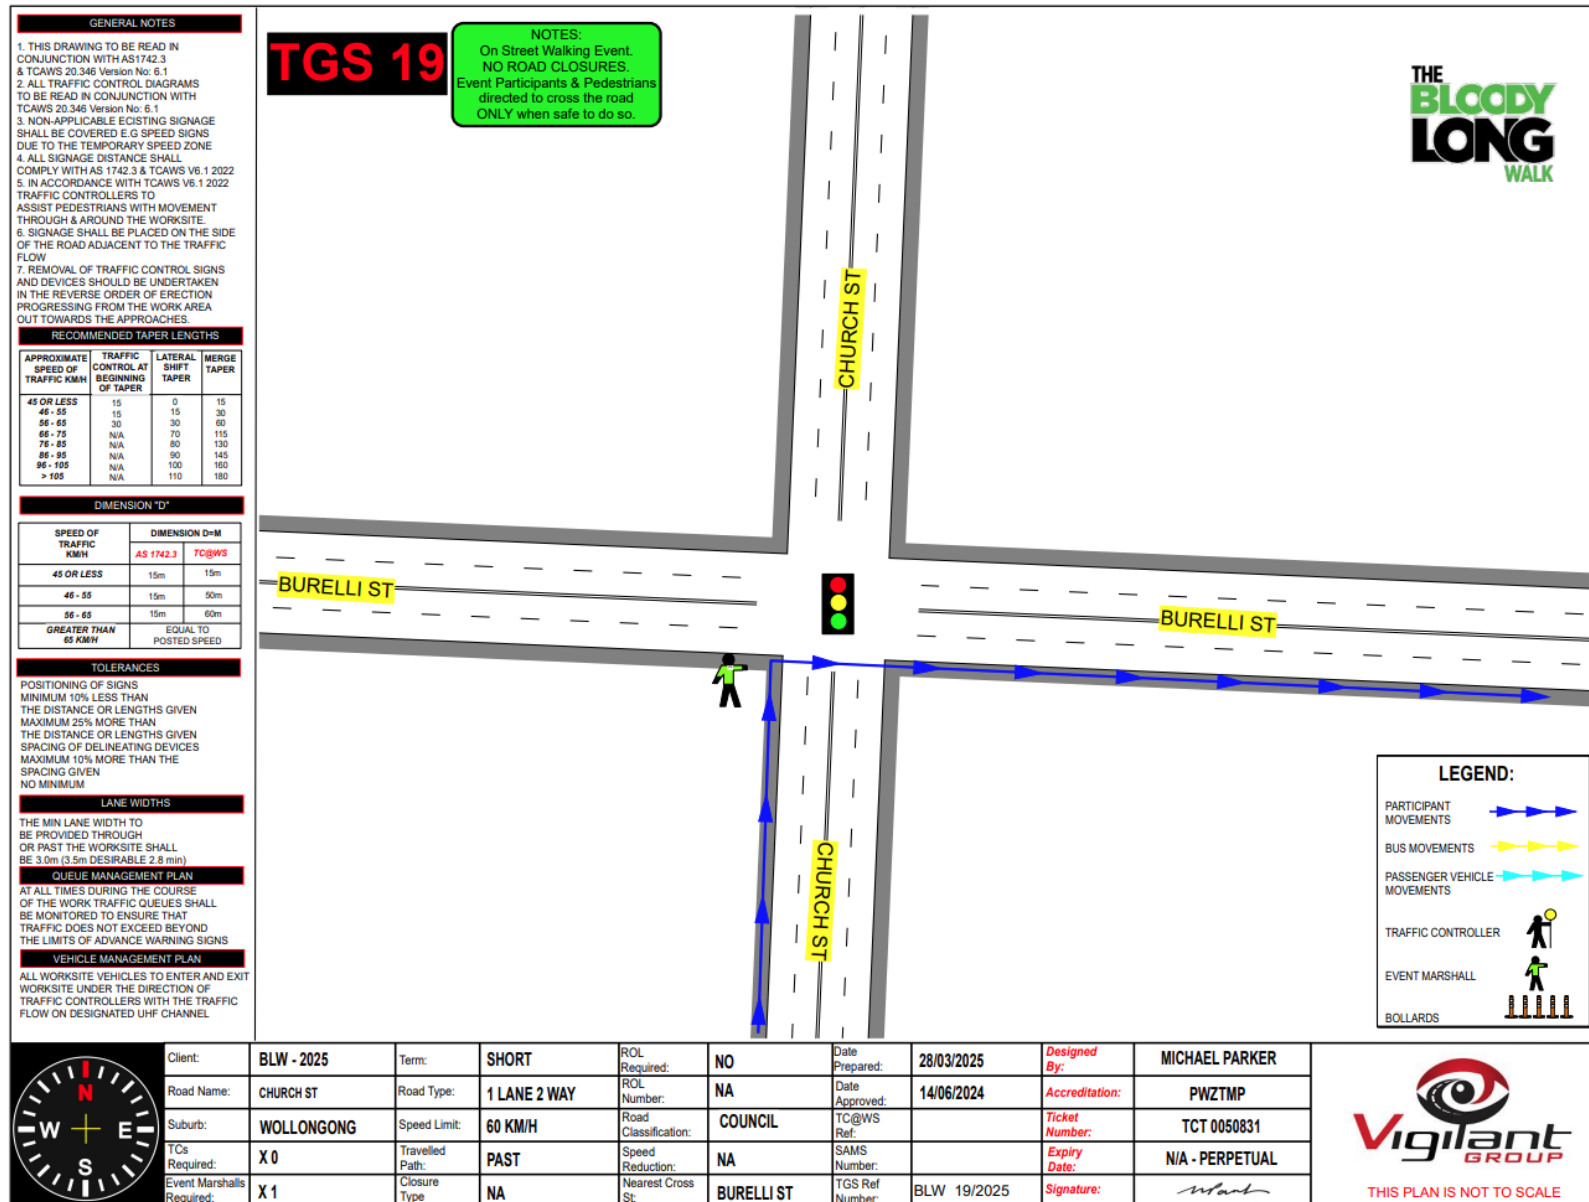 GENERAL NOTES
1. THIS DRAWING TO BE READ IN
CONJUNCTION WITH AS1742.3
& TCAWS 20.346 Version No: 6.1
2. ALL TRAFFIC CONTROL DIAGRAMS
TO BE READ IN CONJUNCTION WITH
TCAWS 20.346 Version No: 6.1
3. NON-APPLICABLE ECISTING SIGNAGE
SHALL BE COVERED E.G SPEED SIGNS
DUE TO THE TEMPORARY SPEED ZONE
4. ALL SIGNAGE DISTANCE SHALL
COMPLY WITH AS 1742.3 & TCAWS V6.1 2022
5. IN ACCORDANCE WITH TCAWS V6.1 2022
TRAFFIC CONTROLLERS TO
ASSIST PEDESTRIANS WITH MOVEMENT
THROUGH & AROUND THE WORKSITE.
6. SIGNAGE SHALL BE PLACED ON THE SIDE
OF THE ROAD ADJACENT TO THE TRAFFIC
FLOW
7. REMOVAL OF TRAFFIC CONTROL SIGNS
AND DEVICES SHOULD BE UNDERTAKEN
IN THE REVERSE ORDER OF ERECTION
PROGRESSING FROM THE WORK AREA
OUT TOWARDS THE APPROACHES.
RECOMMENDED TAPER LENGTHS
APPROXIMATE SPEED OF TRAFFIC KM/H TRAFFIC CONTROL AT BEGINNING OF TAPER LATERAL SHIFT TAPER MERGE TAPER
45 OR LESS 15 0 15
46 - 55 15 15 30
56 - 65 30 30 60
66 - 75 N/A 70 115
76 - 85 N/A 80 130
86 - 95 N/A 90 145
96 - 105 N/A 100 160
> 105 N/A 110 180
DIMENSION "D"
SPEED OF TRAFFIC KM/H DIMENSION D=M
AS 1742.3 TC@WS
45 OR LESS 15m 15m
46 - 55 15m 50m
56 - 65 15m 60m
GREATER THAN 65 KM/H EQUAL TO POSTED SPEED
TOLERANCES
POSITIONING OF SIGNS
MINIMUM 10% LESS THAN
THE DISTANCE OR LENGTHS GIVEN
MAXIMUM 25% MORE THAN
THE DISTANCE OR LENGTHS GIVEN
SPACING OF DELINEATING DEVICES
MAXIMUM 10% MORE THAN THE
SPACING GIVEN
NO MINIMUM
LANE WIDTHS
THE MIN LANE WIDTH TO
BE PROVIDED THROUGH
OR PAST THE WORKSITE SHALL
BE 3.0m (3.5m DESIRABLE 2.8 min)
QUEUE MANAGEMENT PLAN
AT ALL TIMES DURING THE COURSE
OF THE WORK TRAFFIC QUEUES SHALL
BE MONITORED TO ENSURE THAT
TRAFFIC DOES NOT EXCEED BEYOND
THE LIMITS OF ADVANCE WARNING SIGNS
VEHICLE MANAGEMENT PLAN
ALL WORKSITE VEHICLES TO ENTER AND EXIT
WORKSITE UNDER THE DIRECTION OF
TRAFFIC CONTROLLERS WITH THE TRAFFIC
FLOW ON DESIGNATED UHF CHANNEL
TGS 19
NOTES:
On Street Walking Event.
NO ROAD CLOSURES.
Event Participants & Pedestrians
directed to cross the road
ONLY when safe to do so.
THE
BLOODY
LONG
WALK
CHURCH ST
BURELLI ST
BURELLI ST
CHURCH ST
LEGEND:
PARTICIPANT
MOVEMENTS
BUS MOVEMENTS
PASSENGER VEHICLE
MOVEMENTS
TRAFFIC CONTROLLER
EVENT MARSHALL
BOLLARDS
N
W E
S
Client: BLW - 2025 Term: SHORT ROL Required: NO Date Prepared: 28/03/2025 Designed By: MICHAEL PARKER
Road Name: CHURCH ST Road Type: 1 LANE 2 WAY ROL Number: NA Date Approved: 14/06/2024 Accreditation: PWZTMP
Suburb: WOLLONGONG Speed Limit: 60 KM/H Road Classification: COUNCIL TC@WS Ref: Ticket Number: TCT 0050831
TCs Required: X 0 Travelled Path: PAST Speed Reduction: NA SAMS Number: Expiry Date: N/A - PERPETUAL
Event Marshalls Required: X 1 Closure Type NA Nearest Cross St: BURELLI ST TGS Ref Number: BLW 19/2025 Signature:
Vigilant
GROUP
THIS PLAN IS NOT TO SCALE